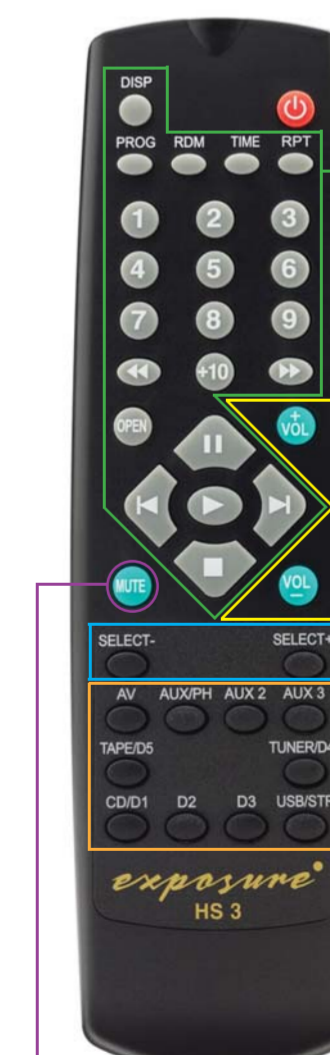 DISP
PROG RDM TIME RPT
1 2 3
4 5 6
7 8 9
+10
OPEN
+
VOL
MUTE
VOL
−
SELECT- SELECT+
AV AUX/PH AUX 2 AUX 3
TAPE/D5 TUNER/D4
CD/D1 D2 D3 USB/STR
exposure
HS 3